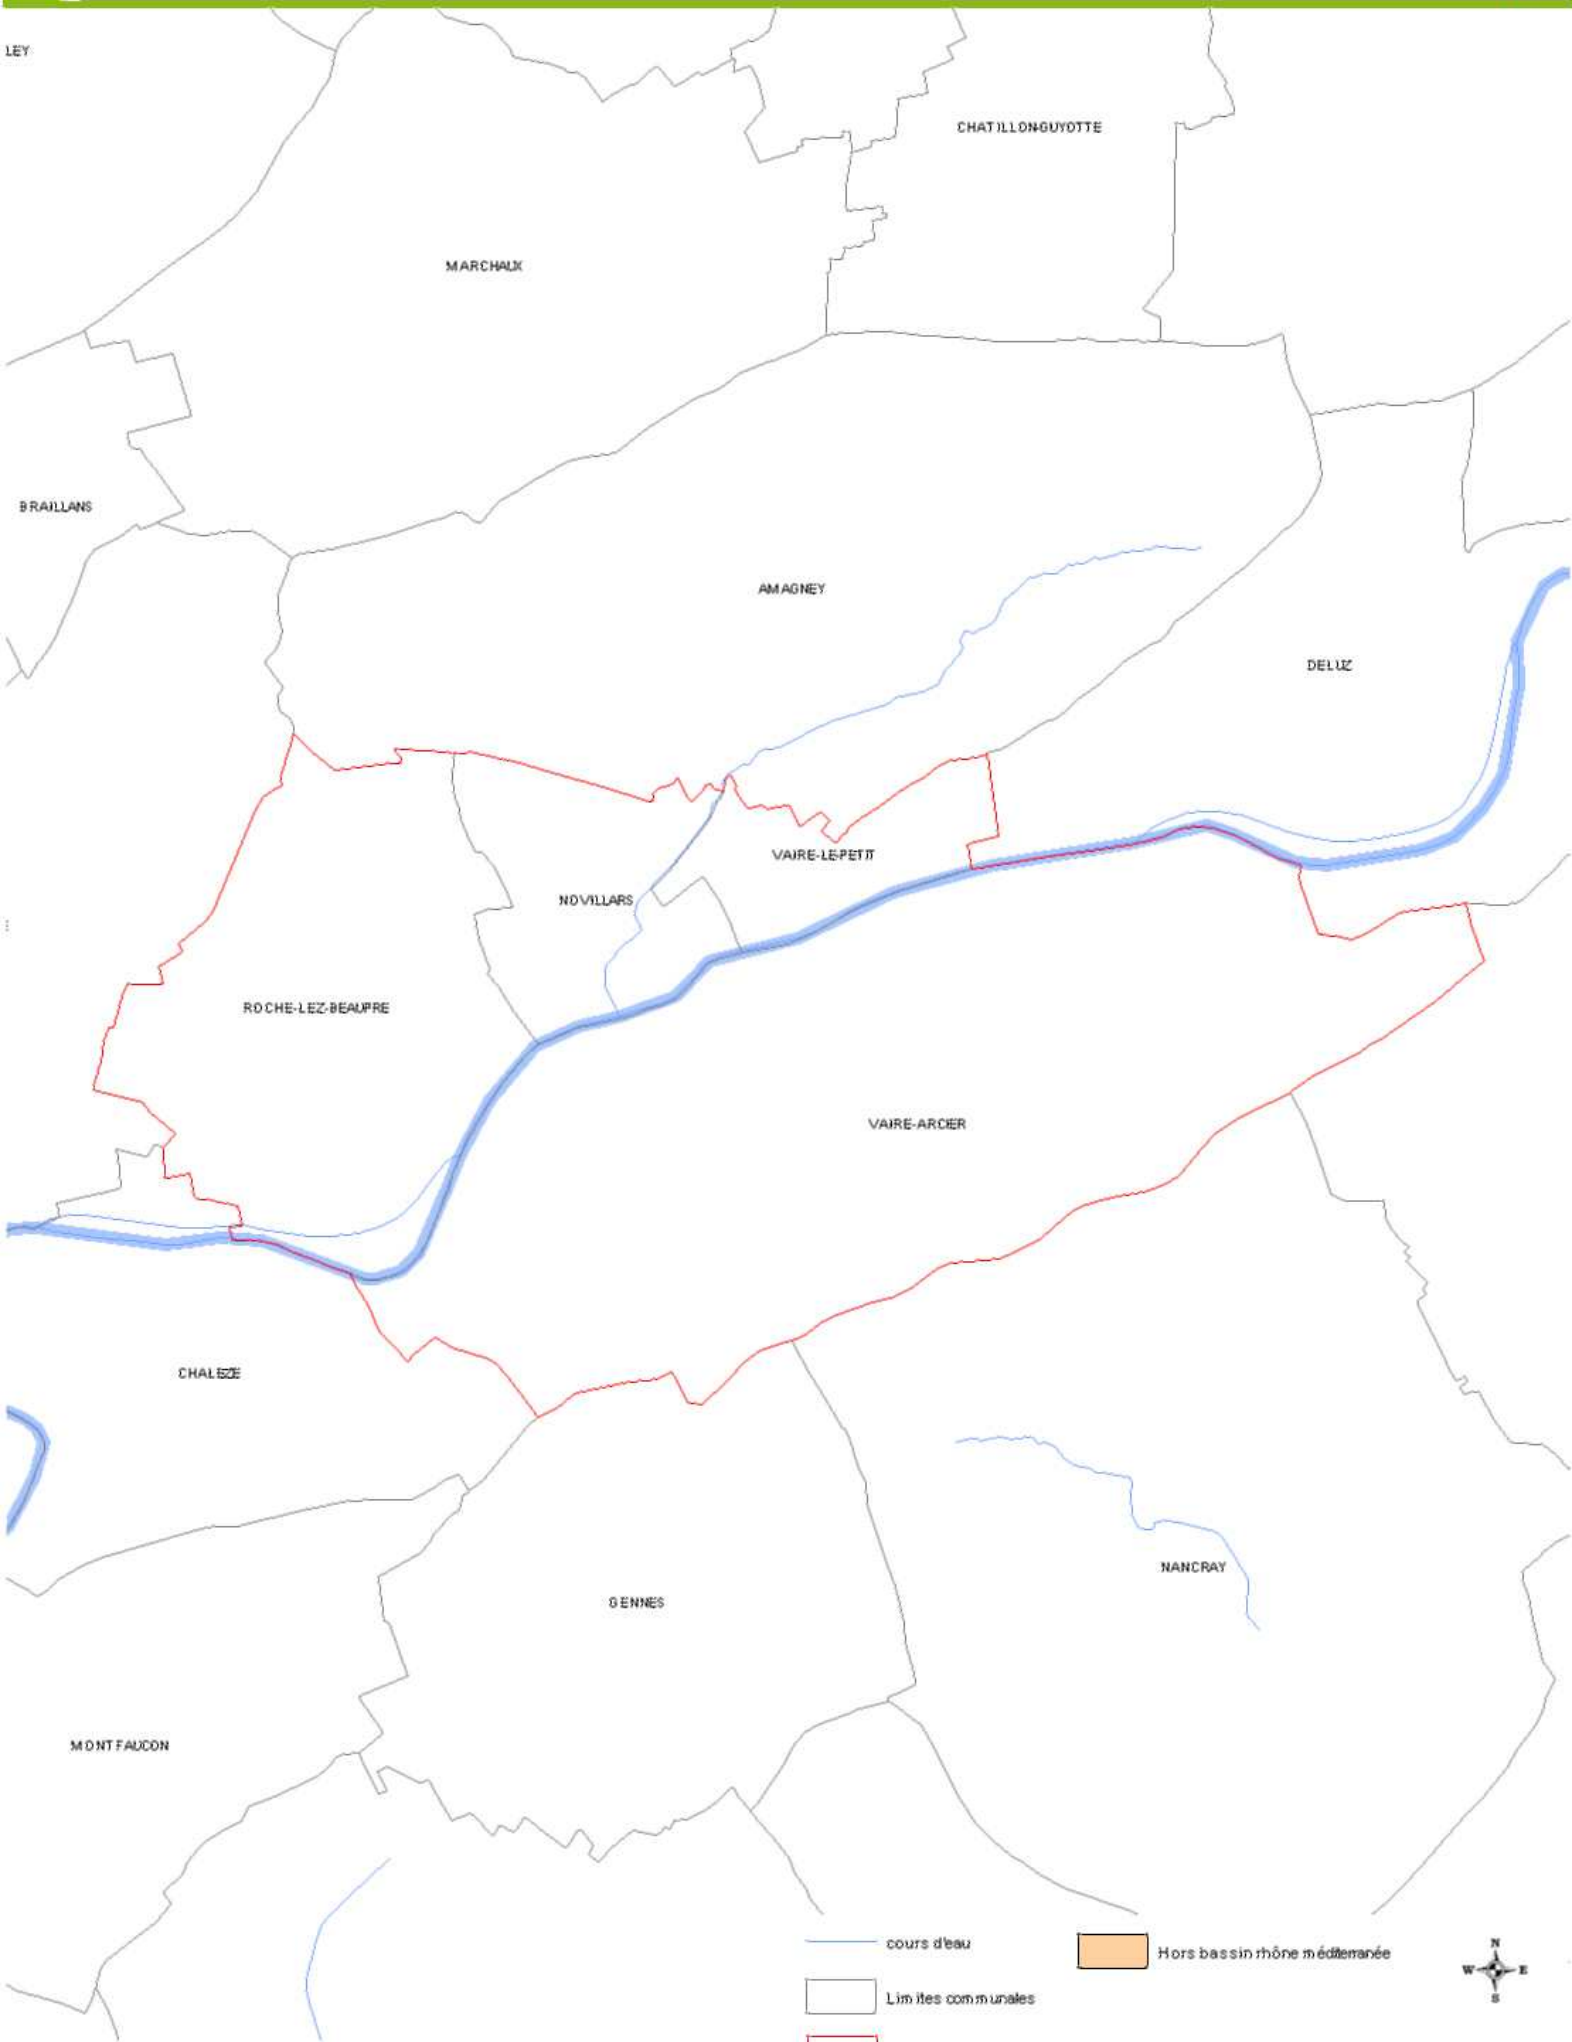 LEY
CHATILLON-GUYOTTE
MARCHAUX
BRAILLANS
AMAGNEY
DELUZ
VAIRE-LE-PETIT
NOVILLARS
ROCHE-LEZ-BEAUPRE
VAIRE-ARCIER
CHALEZE
NANCRAY
GENNES
MONTFAUCON
cours d'eau
Hors bassin rhône méditerranée
Limites communales
N
W E
S